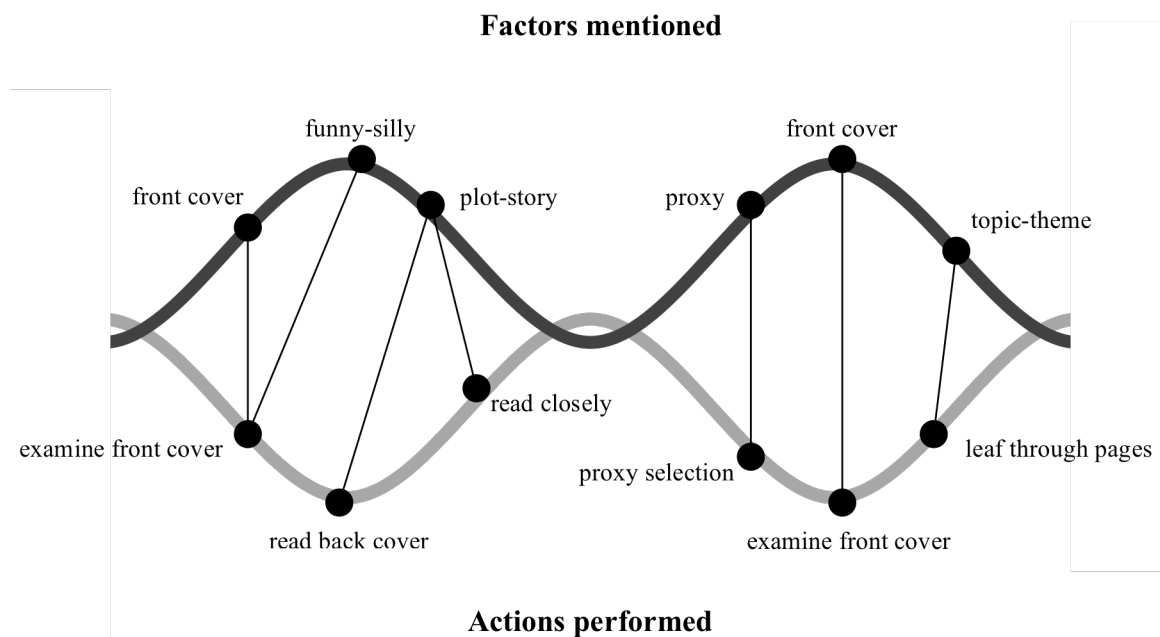 Factors mentioned
funny-silly
front cover
front cover
plot-story
proxy
topic-theme
read closely
examine front cover
leaf through pages
proxy selection
read back cover
examine front cover
Actions performed